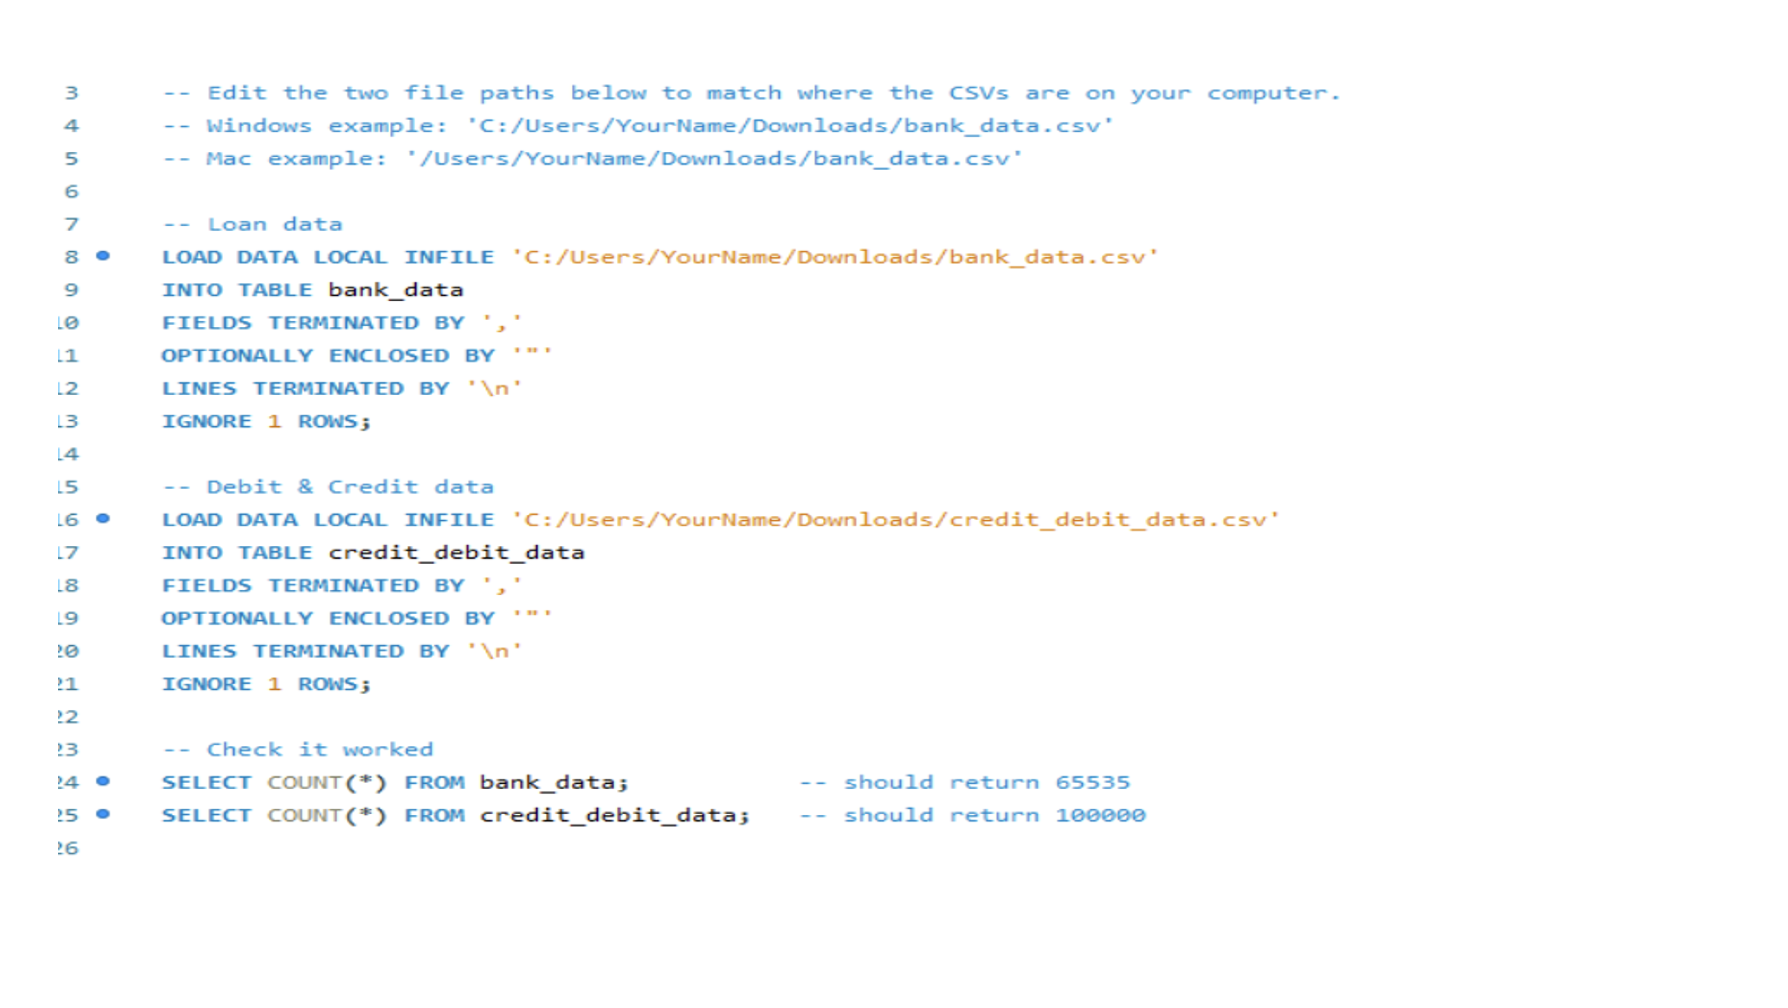 3 -- Edit the two file paths below to match where the CSVs are on your computer.
4 -- Windows example: 'C:/Users/YourName/Downloads/bank_data.csv'
5 -- Mac example: '/Users/YourName/Downloads/bank_data.csv'
6
7 -- Loan data
8 LOAD DATA LOCAL INFILE 'C:/Users/YourName/Downloads/bank_data.csv'
9 INTO TABLE bank_data
10 FIELDS TERMINATED BY ','
11 OPTIONALLY ENCLOSED BY '"'
12 LINES TERMINATED BY '\n'
13 IGNORE 1 ROWS;
14
15 -- Debit & Credit data
16 LOAD DATA LOCAL INFILE 'C:/Users/YourName/Downloads/credit_debit_data.csv'
17 INTO TABLE credit_debit_data
18 FIELDS TERMINATED BY ','
19 OPTIONALLY ENCLOSED BY '"'
20 LINES TERMINATED BY '\n'
21 IGNORE 1 ROWS;
22
23 -- Check it worked
24 SELECT COUNT(*) FROM bank_data; -- should return 65535
25 SELECT COUNT(*) FROM credit_debit_data; -- should return 100000
26